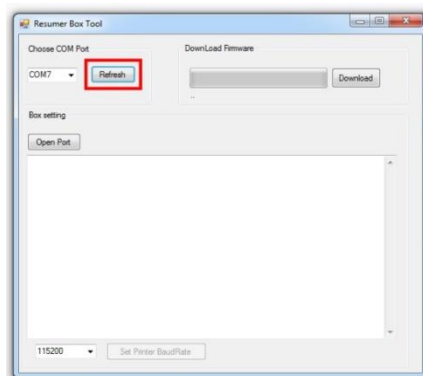 Resumer Box Tool
Choose COM Port
DownLoad Firmware
COM7
Refresh
Download
..
Box setting
Open Port
115200
Set Printer BaudRate